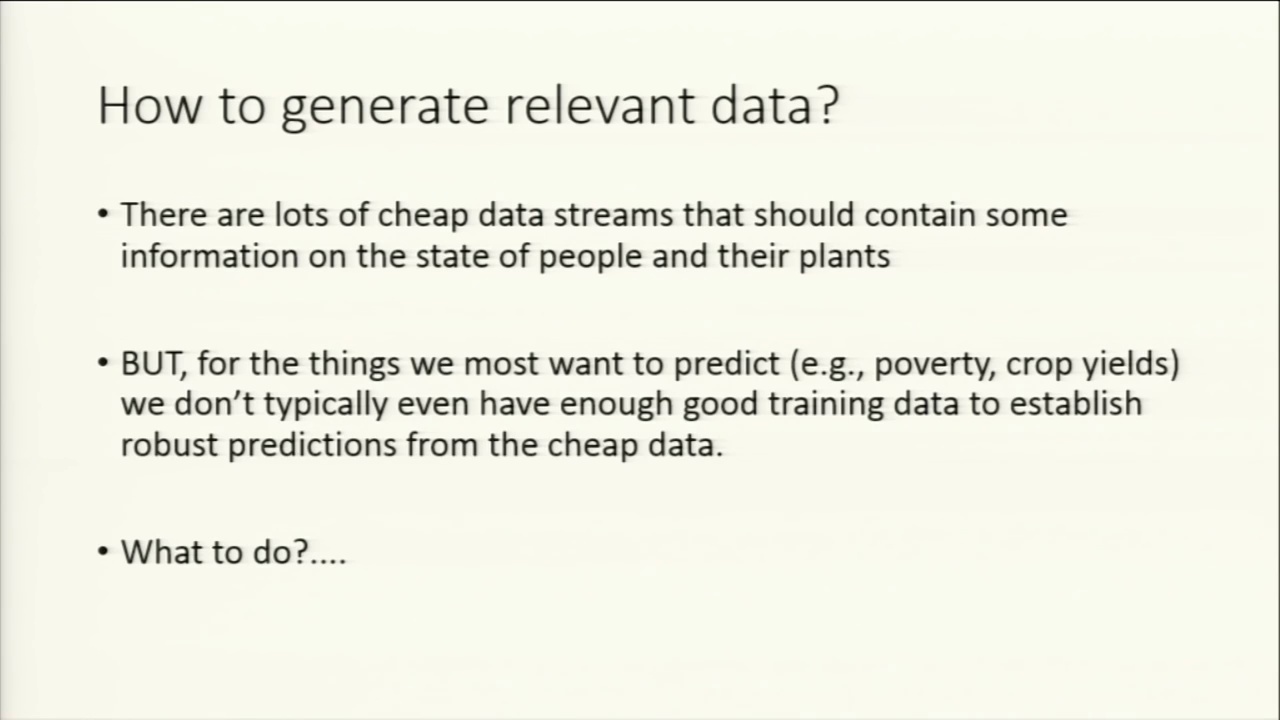 How to generate relevant data?
• There are lots of cheap data streams that should contain some
information on the state of people and their plants
• BUT, for the things we most want to predict (e.g., poverty, crop yields)
we don’t typically even have enough good training data to establish
robust predictions from the cheap data.
• What to do?....